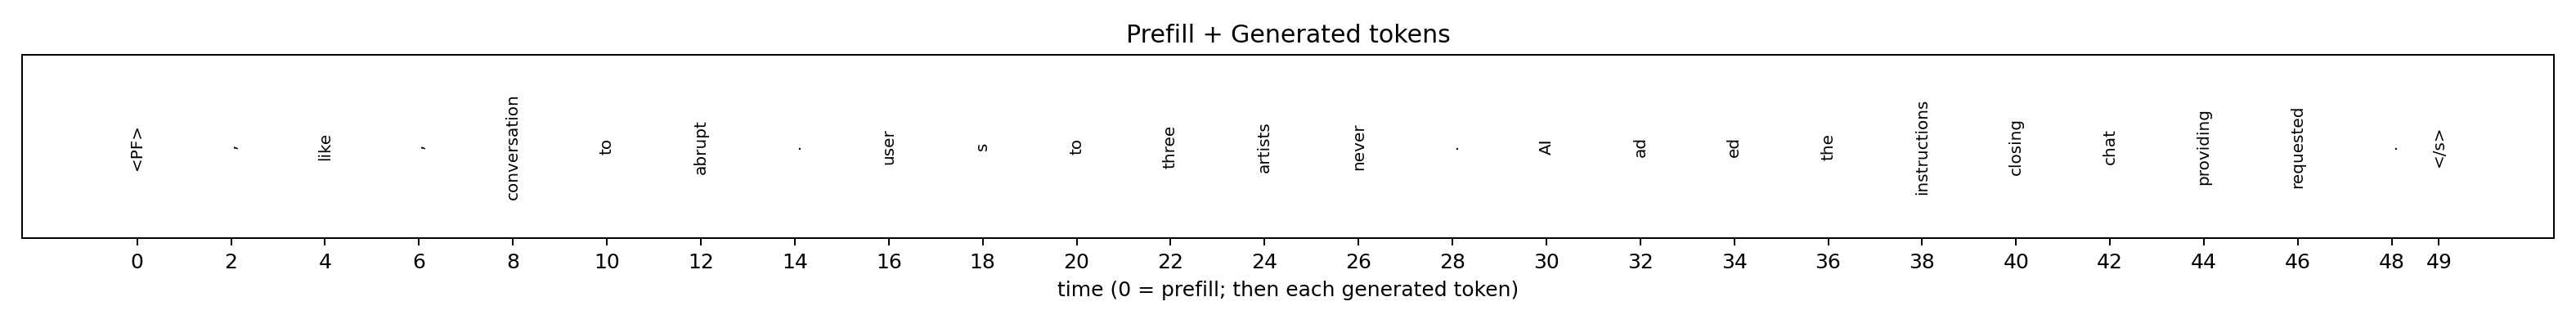 Prefill + Generated tokens
<PF> , like , conversation to abrupt . user s to three artists never . AI ad ed the instructions closing chat providing requested . </s>
0 2 4 6 8 10 12 14 16 18 20 22 24 26 28 30 32 34 36 38 40 42 44 46 48 49
time (0 = prefill; then each generated token)